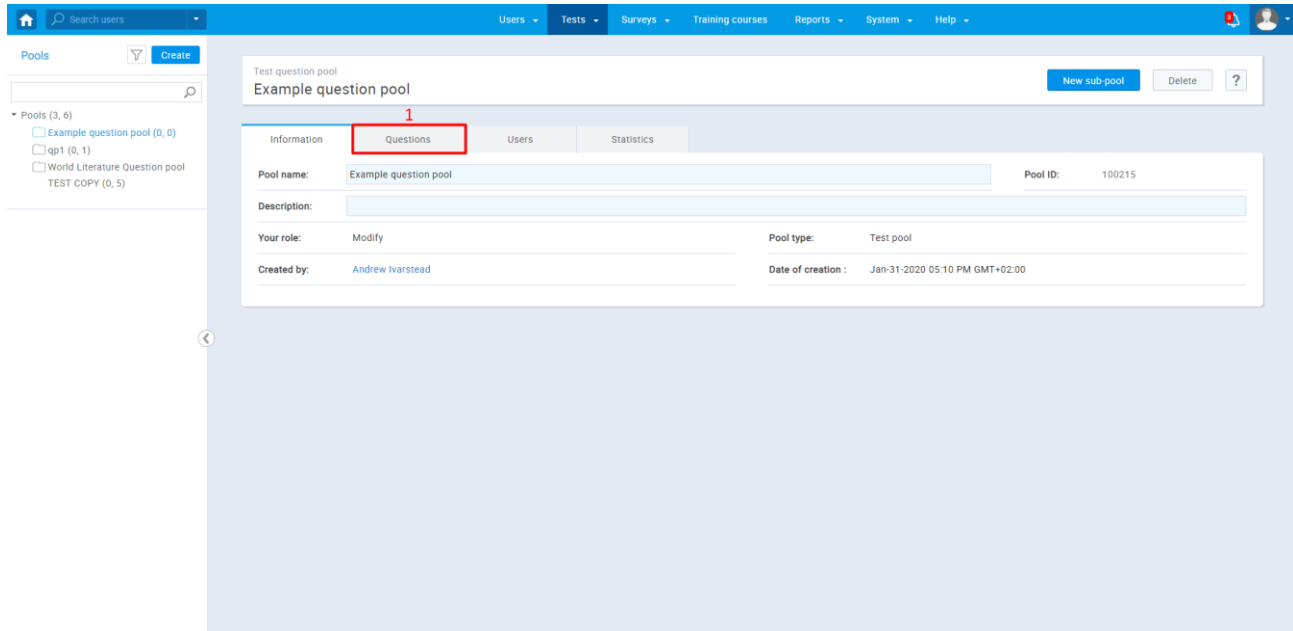 Search users
Users Tests Surveys Training courses Reports System Help
3
Pools
Create
Pools (3, 6)
Example question pool (0, 0)
qp1 (0, 1)
World Literature Question pool
TEST COPY (0, 5)
Test question pool
Example question pool
New sub-pool Delete ?
1
Information Questions Users Statistics
Pool name: Example question pool Pool ID: 100215
Description:
Your role: Modify Pool type: Test pool
Created by: Andrew Ivarstead Date of creation : Jan-31-2020 05:10 PM GMT+02:00